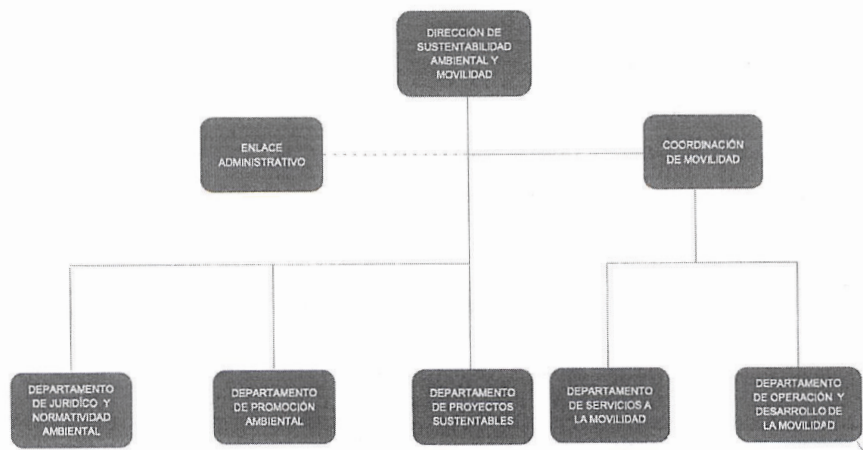 DIRECCIÓN DE
SUSTENTABILIDAD
AMBIENTAL Y
MOVILIDAD
ENLACE
ADMINISTRATIVO
COORDINACIÓN
DE MOVILIDAD
DEPARTAMENTO
DE JURIDÍCO Y
NORMATIVIDAD
AMBIENTAL
DEPARTAMENTO
DE PROMOCIÓN
AMBIENTAL
DEPARTAMENTO
DE PROYECTOS
SUSTENTABLES
DEPARTAMENTO
DE SERVICIOS A
LA MOVILIDAD
DEPARTAMENTO
DE OPERACIÓN Y
DESARROLLO DE
LA MOVILIDAD